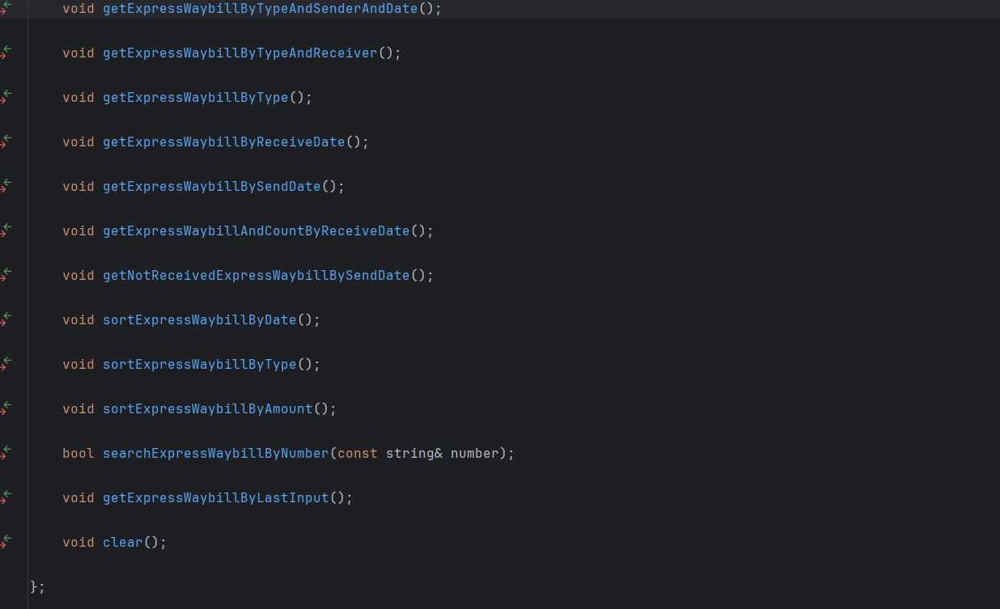 void getExpressWaybillByTypeAndSenderAndDate();
void getExpressWaybillByTypeAndReceiver();
void getExpressWaybillByType();
void getExpressWaybillByReceiveDate();
void getExpressWaybillBySendDate();
void getExpressWaybillAndCountByReceiveDate();
void getNotReceivedExpressWaybillBySendDate();
void sortExpressWaybillByDate();
void sortExpressWaybillByType();
void sortExpressWaybillByAmount();
bool searchExpressWaybillByNumber(const string& number);
void getExpressWaybillByLastInput();
void clear();
};